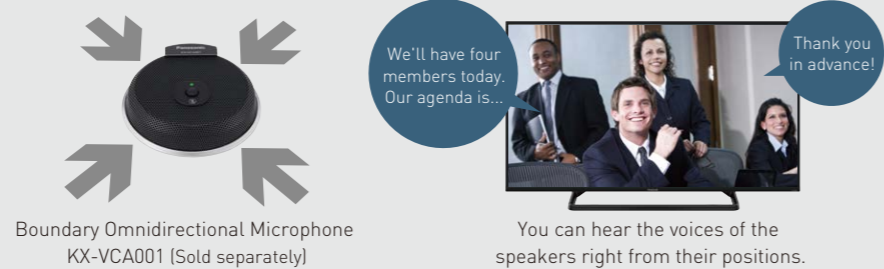 Panasonic
We'll have four
members today.
Our agenda is...
Thank you
in advance!
Boundary Omnidirectional Microphone
KX-VCA001 (Sold separately)
You can hear the voices of the
speakers right from their positions.